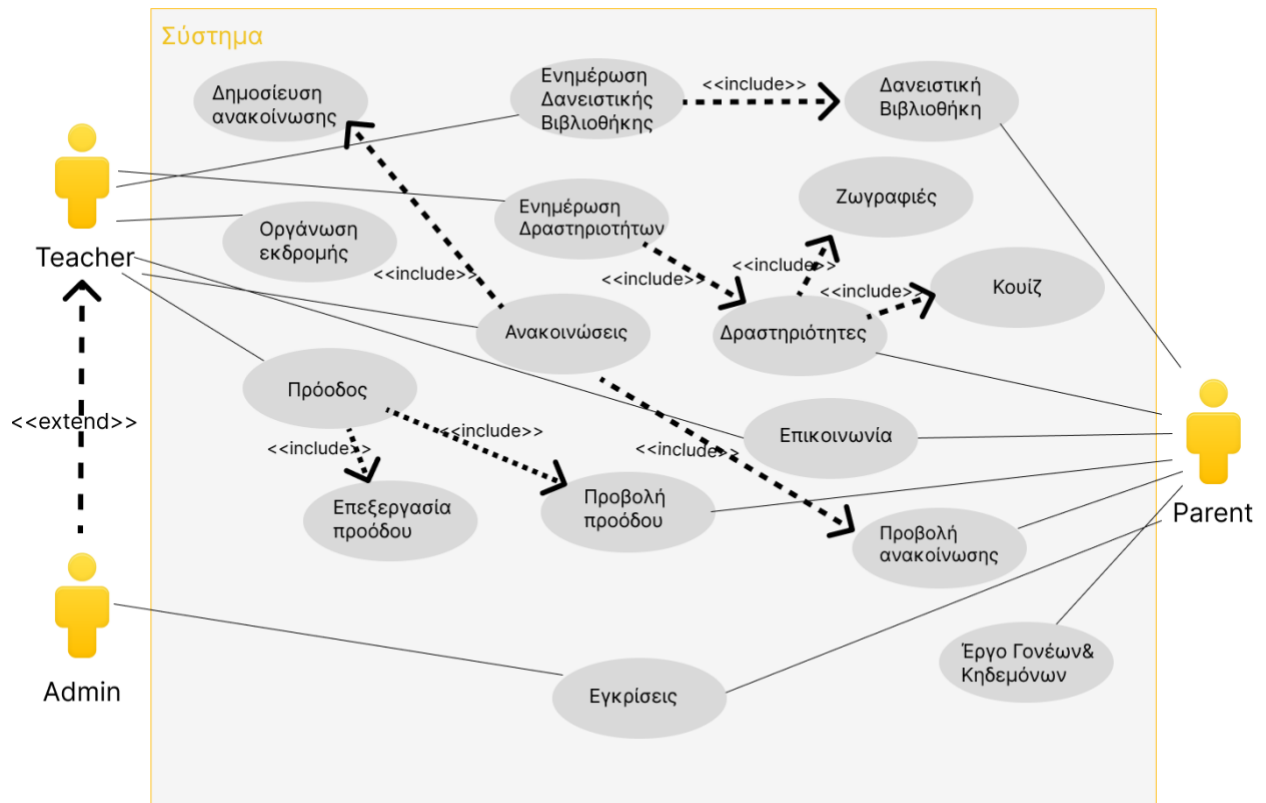 Σύστημα
Δημοσίευση
ανακοίνωσης
Ενημέρωση
Δανειστικής
Βιβλιοθήκης
<<include>>
Δανειστική
Βιβλιοθήκη
Ζωγραφιές
Ενημέρωση
Δραστηριοτήτων
Οργάνωση
εκδρομής
Teacher
<<include>>
<<include>>
<<include>>
<<include>>
Κουίζ
Ανακοινώσεις
Δραστηριότητες
Πρόοδος
<<extend>>
<<include>>
<<include>>
<<include>>
Επικοινωνία
Επεξεργασία
προόδου
Προβολή
προόδου
Προβολή
ανακοίνωσης
Parent
Admin
Εγκρίσεις
Έργο Γονέων&
Κηδεμόνων